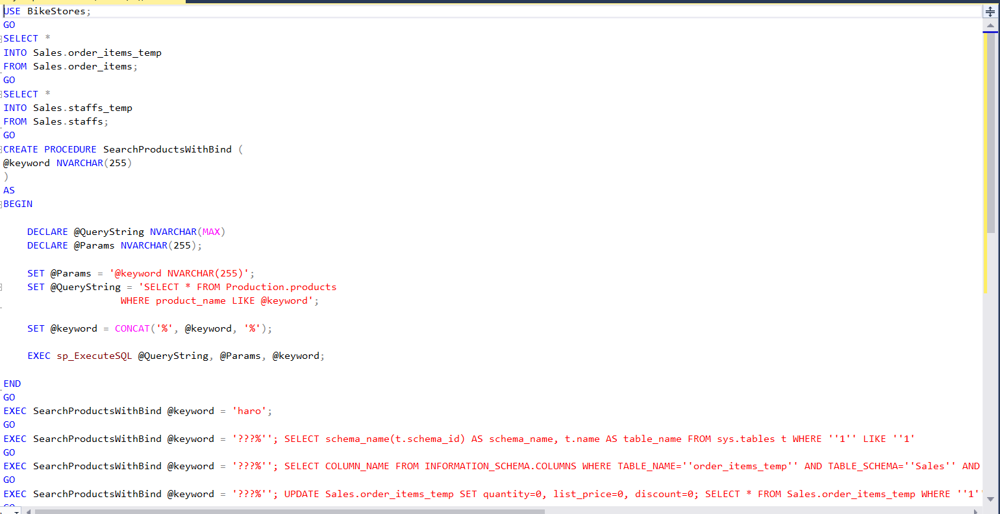 USE BikeStores;
GO
SELECT *
INTO Sales.order_items_temp
FROM Sales.order_items;
GO
SELECT *
INTO Sales.staffs_temp
FROM Sales.staffs;
GO
CREATE PROCEDURE SearchProductsWithBind (
@keyword NVARCHAR(255)
)
AS
BEGIN
DECLARE @QueryString NVARCHAR(MAX)
DECLARE @Params NVARCHAR(255);
SET @Params = '@keyword NVARCHAR(255)';
SET @QueryString = 'SELECT * FROM Production.products
WHERE product_name LIKE @keyword';
SET @keyword = CONCAT('%', @keyword, '%');
EXEC sp_ExecuteSQL @QueryString, @Params, @keyword;
END
GO
EXEC SearchProductsWithBind @keyword = 'haro';
GO
EXEC SearchProductsWithBind @keyword = '???%''; SELECT schema_name(t.schema_id) AS schema_name, t.name AS table_name FROM sys.tables t WHERE ''1'' LIKE ''1'
GO
EXEC SearchProductsWithBind @keyword = '???%''; SELECT COLUMN_NAME FROM INFORMATION_SCHEMA.COLUMNS WHERE TABLE_NAME=''order_items_temp'' AND TABLE_SCHEMA=''Sales'' AND
GO
EXEC SearchProductsWithBind @keyword = '???%''; UPDATE Sales.order_items_temp SET quantity=0, list_price=0, discount=0; SELECT * FROM Sales.order_items_temp WHERE ''1''
GO